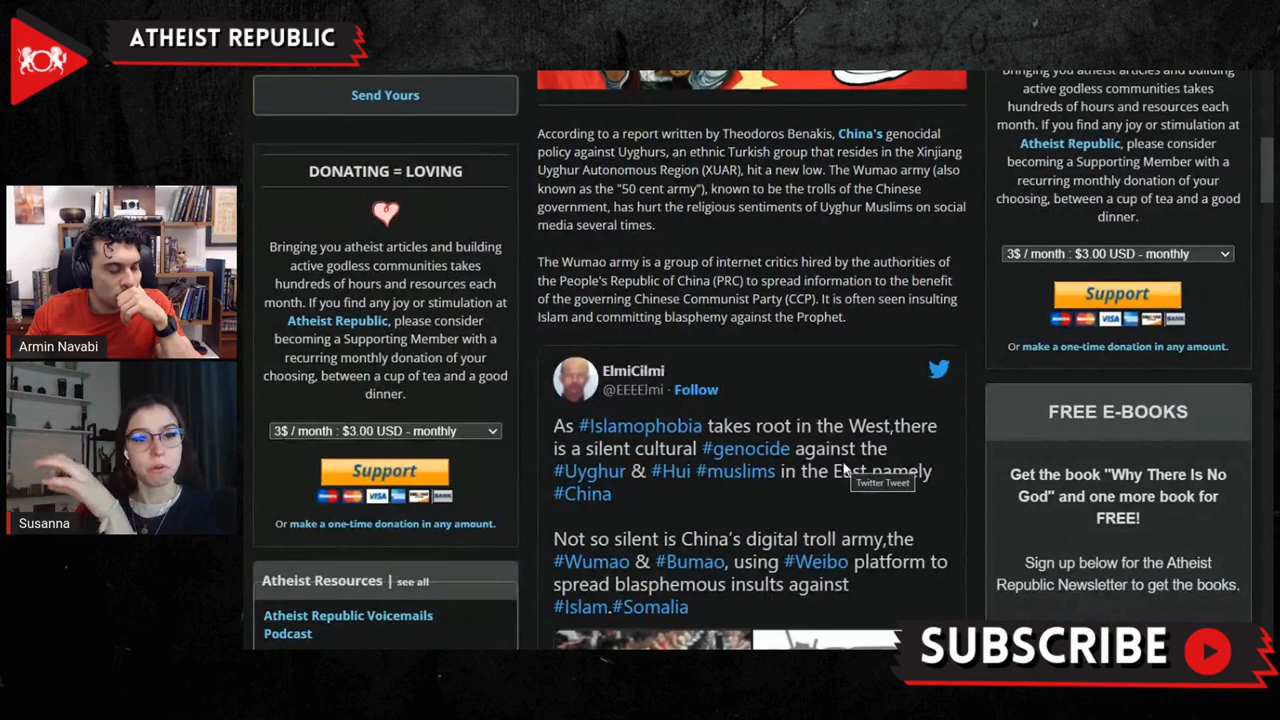 ATHEIST REPUBLIC
Send Yours
DONATING = LOVING
Bringing you atheist articles and building
active godless communities takes
hundreds of hours and resources each
month. If you find any joy or stimulation at
Atheist Republic, please consider
becoming a Supporting Member with a
recurring monthly donation of your
choosing, between a cup of tea and a good
dinner.
3$ / month : $3.00 USD - monthly
Support
VISA
BANK
Or make a one-time donation in any amount.
Atheist Resources | see all
Atheist Republic Voicemails
Podcast
Armin Navabi
Susanna
According to a report written by Theodoros Benakis, China's genocidal
policy against Uyghurs, an ethnic Turkish group that resides in the Xinjiang
Uyghur Autonomous Region (XUAR), hit a new low. The Wumao army (also
known as the "50 cent army"), known to be the trolls of the Chinese
government, has hurt the religious sentiments of Uyghur Muslims on social
media several times.
The Wumao army is a group of internet critics hired by the authorities of
the People's Republic of China (PRC) to spread information to the benefit
of the governing Chinese Communist Party (CCP). It is often seen insulting
Islam and committing blasphemy against the Prophet.
ElmiCilmi
@EEEElmi · Follow
As #Islamophobia takes root in the West,there
is a silent cultural #genocide against the
#Uyghur & #Hui #muslims in the East namely
#China
Twitter Tweet
Not so silent is China’s digital troll army,the
#Wumao & #Bumao, using #Weibo platform to
spread blasphemous insults against
#Islam.#Somalia
Bringing you atheist articles and building
active godless communities takes
hundreds of hours and resources each
month. If you find any joy or stimulation at
Atheist Republic, please consider
becoming a Supporting Member with a
recurring monthly donation of your
choosing, between a cup of tea and a good
dinner.
3$ / month : $3.00 USD - monthly
Support
VISA
BANK
Or make a one-time donation in any amount.
FREE E-BOOKS
Get the book "Why There Is No
God" and one more book for
FREE!
Sign up below for the Atheist
Republic Newsletter to get the books.
SUBSCRIBE